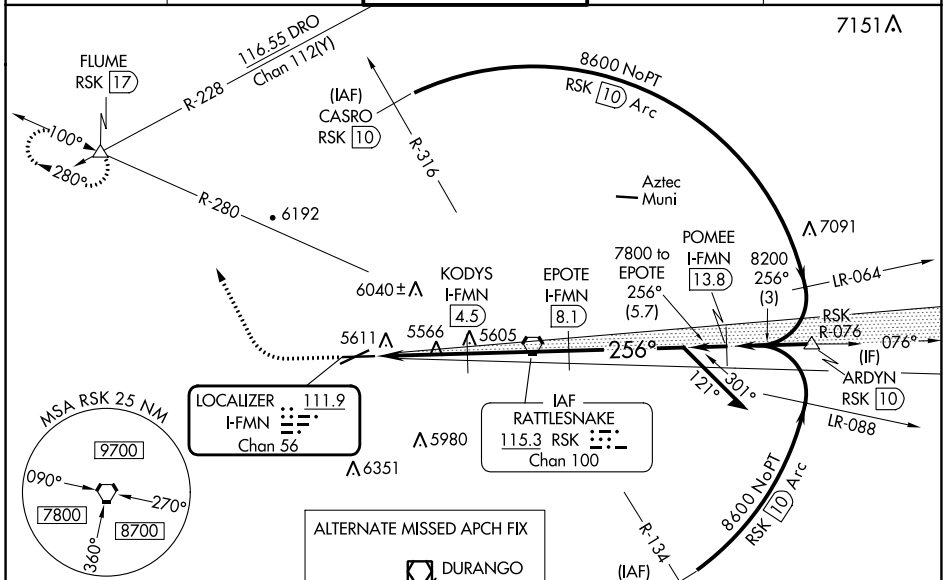 7151
116.55 DRO
Chan 112(Y)
R-228
FLUME
RSK 17
100°
280°
(IAF)
CASRO
RSK 10
R-316
8600 NoPT
RSK 10 Arc
R-280
6192
Aztec
Muni
7091
6040±
KODYS
I-FMN
4.5
EPOTE
I-FMN
8.1
7800 to
EPOTE
256°
(5.7)
POMEE
I-FMN
13.8
8200
256°
(3)
LR-064
RSK
R-076
076°
(IF)
ARDYN
RSK 10
5611
5566
5605
256°
301°
121°
LR-088
LOCALIZER 111.9
I-FMN
Chan 56
IAF
RATTLESNAKE
115.3 RSK
Chan 100
5980
6351
MSA RSK 25 NM
9700
090°
270°
7800
8700
360°
8600 NoPT
RSK 10 Arc
R-134
(IAF)
ALTERNATE MISSED APCH FIX
DURANGO